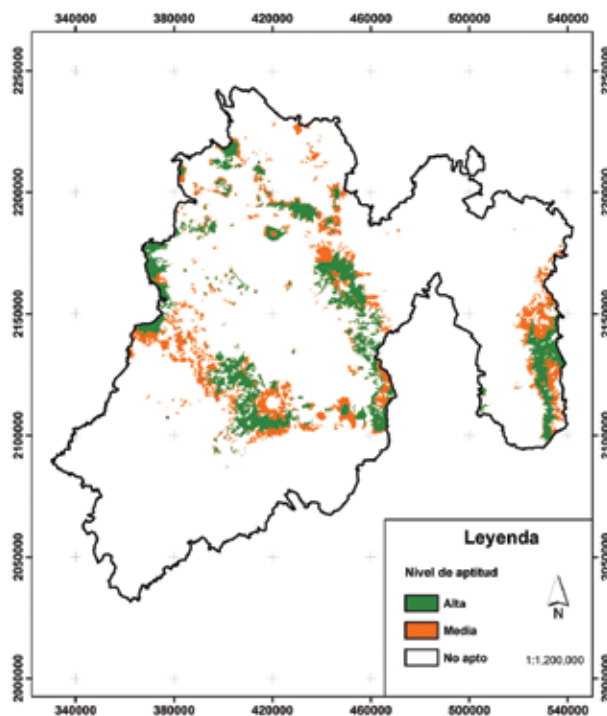 340000 380000 420000 460000 500000 540000
2250000 2250000
2200000 2200000
2150000 2150000
2100000 2100000
2050000 2050000
2000000 2000000
Leyenda
Nivel de aptitud
Alta
Media
No apto
N
1:1,200,000
340000 380000 420000 460000 500000 540000